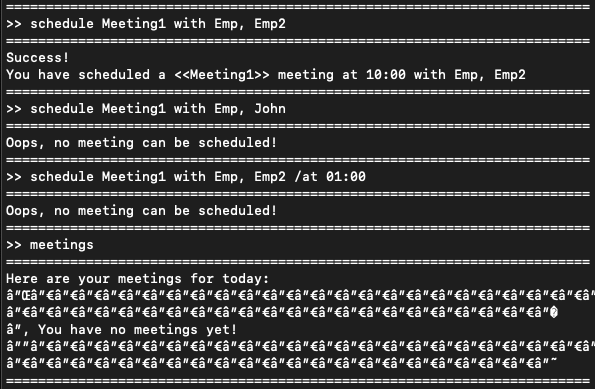 ==========================================================================
>> schedule Meeting1 with Emp, Emp2
==========================================================================
Success!
You have scheduled a <<Meeting1>> meeting at 10:00 with Emp, Emp2
==========================================================================
>> schedule Meeting1 with Emp, John
==========================================================================
Oops, no meeting can be scheduled!
==========================================================================
>> schedule Meeting1 with Emp, Emp2 /at 01:00
==========================================================================
Oops, no meeting can be scheduled!
==========================================================================
>> meetings
==========================================================================
Here are your meetings for today:
â"Œâ"€â"€â"€â"€â"€â"€â"€â"€â"€â"€â"€â"€â"€â"€â"€â"€â"€â"€â"€â"€â"€â"€â"€â"
â"€â"€â"€â"€â"€â"€â"€â"€â"€â"€â"€â"€â"€â"€â"€â"€â"€â"€â"€â"€â"€â"€â"�
â", You have no meetings yet!
â""â"€â"€â"€â"€â"€â"€â"€â"€â"€â"€â"€â"€â"€â"€â"€â"€â"€â"€â"€â"€â"€â"€â"€â"
â"€â"€â"€â"€â"€â"€â"€â"€â"€â"€â"€â"€â"€â"€â"€â"€â"€â"€â"€â"€â"€â"€â"˜
==========================================================================